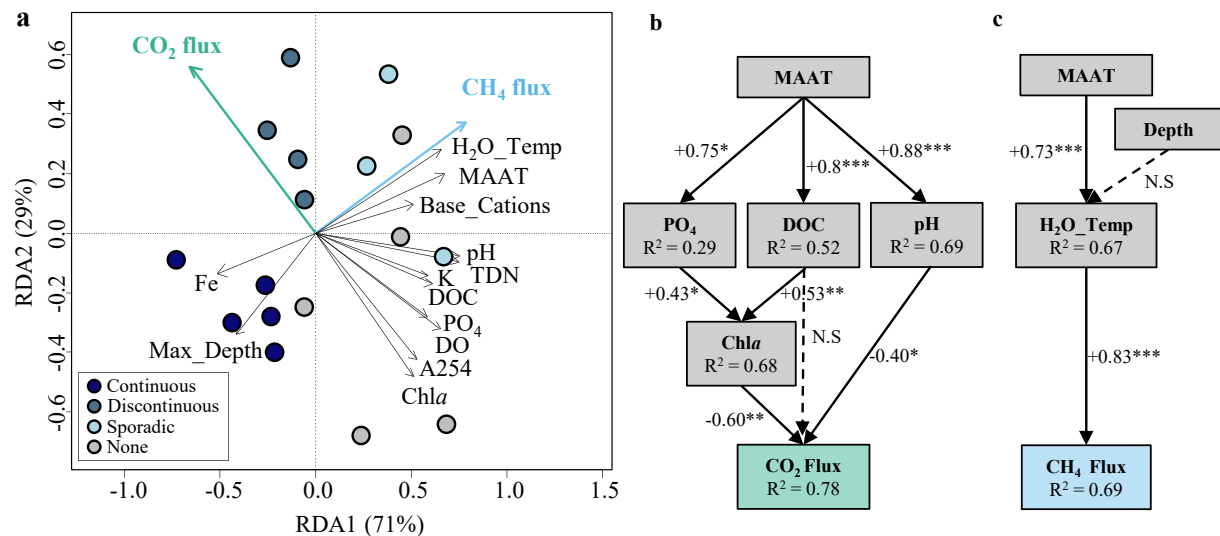 a
CO2 flux
CH4 flux
H2O_Temp
MAAT
Base_Cations
pH
TDN
K
DOC
PO4
DO
A254
Chla
Fe
Max_Depth
Continuous
Discontinuous
Sporadic
None
RDA2 (29%)
0.6
0.4
0.2
0.0
-0.2
-0.4
-0.6
-1.0 -0.5 0.0 0.5 1.0 1.5
RDA1 (71%)
b
MAAT
+0.75* +0.8*** +0.88***
PO4
R2 = 0.29
DOC
R2 = 0.52
pH
R2 = 0.69
+0.43* +0.53**
Chla
R2 = 0.68
N.S
-0.40*
-0.60**
CO2 Flux
R2 = 0.78
c
MAAT
Depth
+0.73***
N.S
H2O_Temp
R2 = 0.67
+0.83***
CH4 Flux
R2 = 0.69